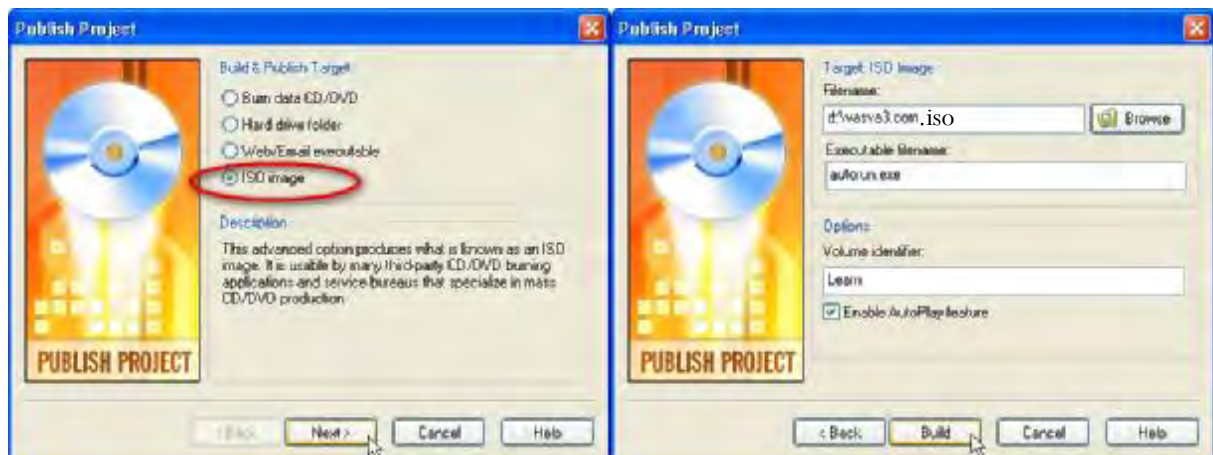 Publish Project
Build & Publish Target
Burn data CD/DVD
Hard drive folder
Web/Email executable
ISO image
Description
This advanced option produces what is known as an ISO
image. It is usable by many third-party CD/DVD burning
applications and service bureaus that specialize in mass
CD/DVD production
PUBLISH PROJECT
< Back
Next >
Cancel
Help
Publish Project
Target: ISO Image
Filename:
.iso
Browse
Executable filename:
autorun.exe
Options
Volume identifier:
Learn
Enable AutoPlay feature
PUBLISH PROJECT
< Back
Build
Cancel
Help